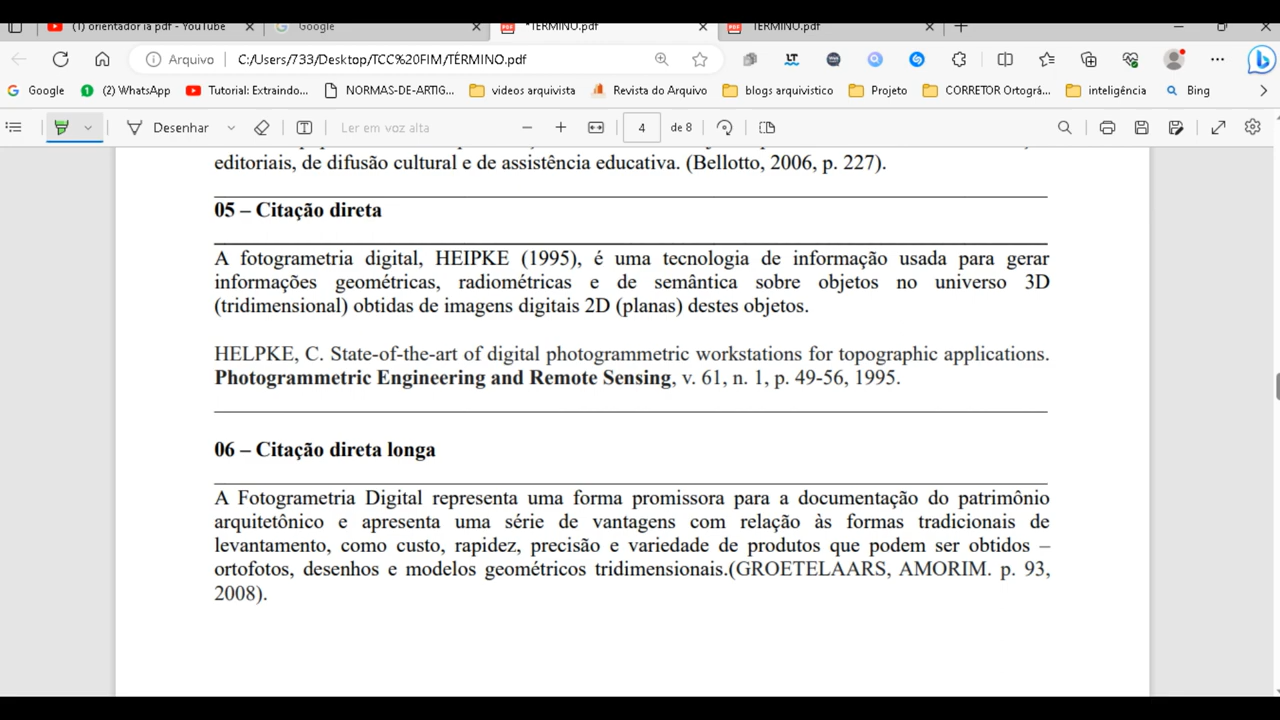 (1) orientador ia pdf - YouTube
Google
*TÉRMINO.pdf
TÉRMINO.pdf
Arquivo
C:/Users/733/Desktop/TCC%20FIM/TÉRMINO.pdf
Google
(2) WhatsApp
Tutorial: Extraindo...
NORMAS-DE-ARTIG...
videos arquivista
Revista do Arquivo
blogs arquivistico
Projeto
CORRETOR Ortográ...
inteligência
Bing
Desenhar
Ler em voz alta
4
de 8
editoriais, de difusão cultural e de assistência educativa. (Bellotto, 2006, p. 227).
05 – Citação direta
A fotogrametria digital, HEIPKE (1995), é uma tecnologia de informação usada para gerar
informações geométricas, radiométricas e de semântica sobre objetos no universo 3D
(tridimensional) obtidas de imagens digitais 2D (planas) destes objetos.
HELPKE, C. State-of-the-art of digital photogrammetric workstations for topographic applications.
Photogrammetric Engineering and Remote Sensing, v. 61, n. 1, p. 49-56, 1995.
06 – Citação direta longa
A Fotogrametria Digital representa uma forma promissora para a documentação do patrimônio
arquitetônico e apresenta uma série de vantagens com relação às formas tradicionais de
levantamento, como custo, rapidez, precisão e variedade de produtos que podem ser obtidos –
ortofotos, desenhos e modelos geométricos tridimensionais.(GROETELAARS, AMORIM. p. 93,
2008).